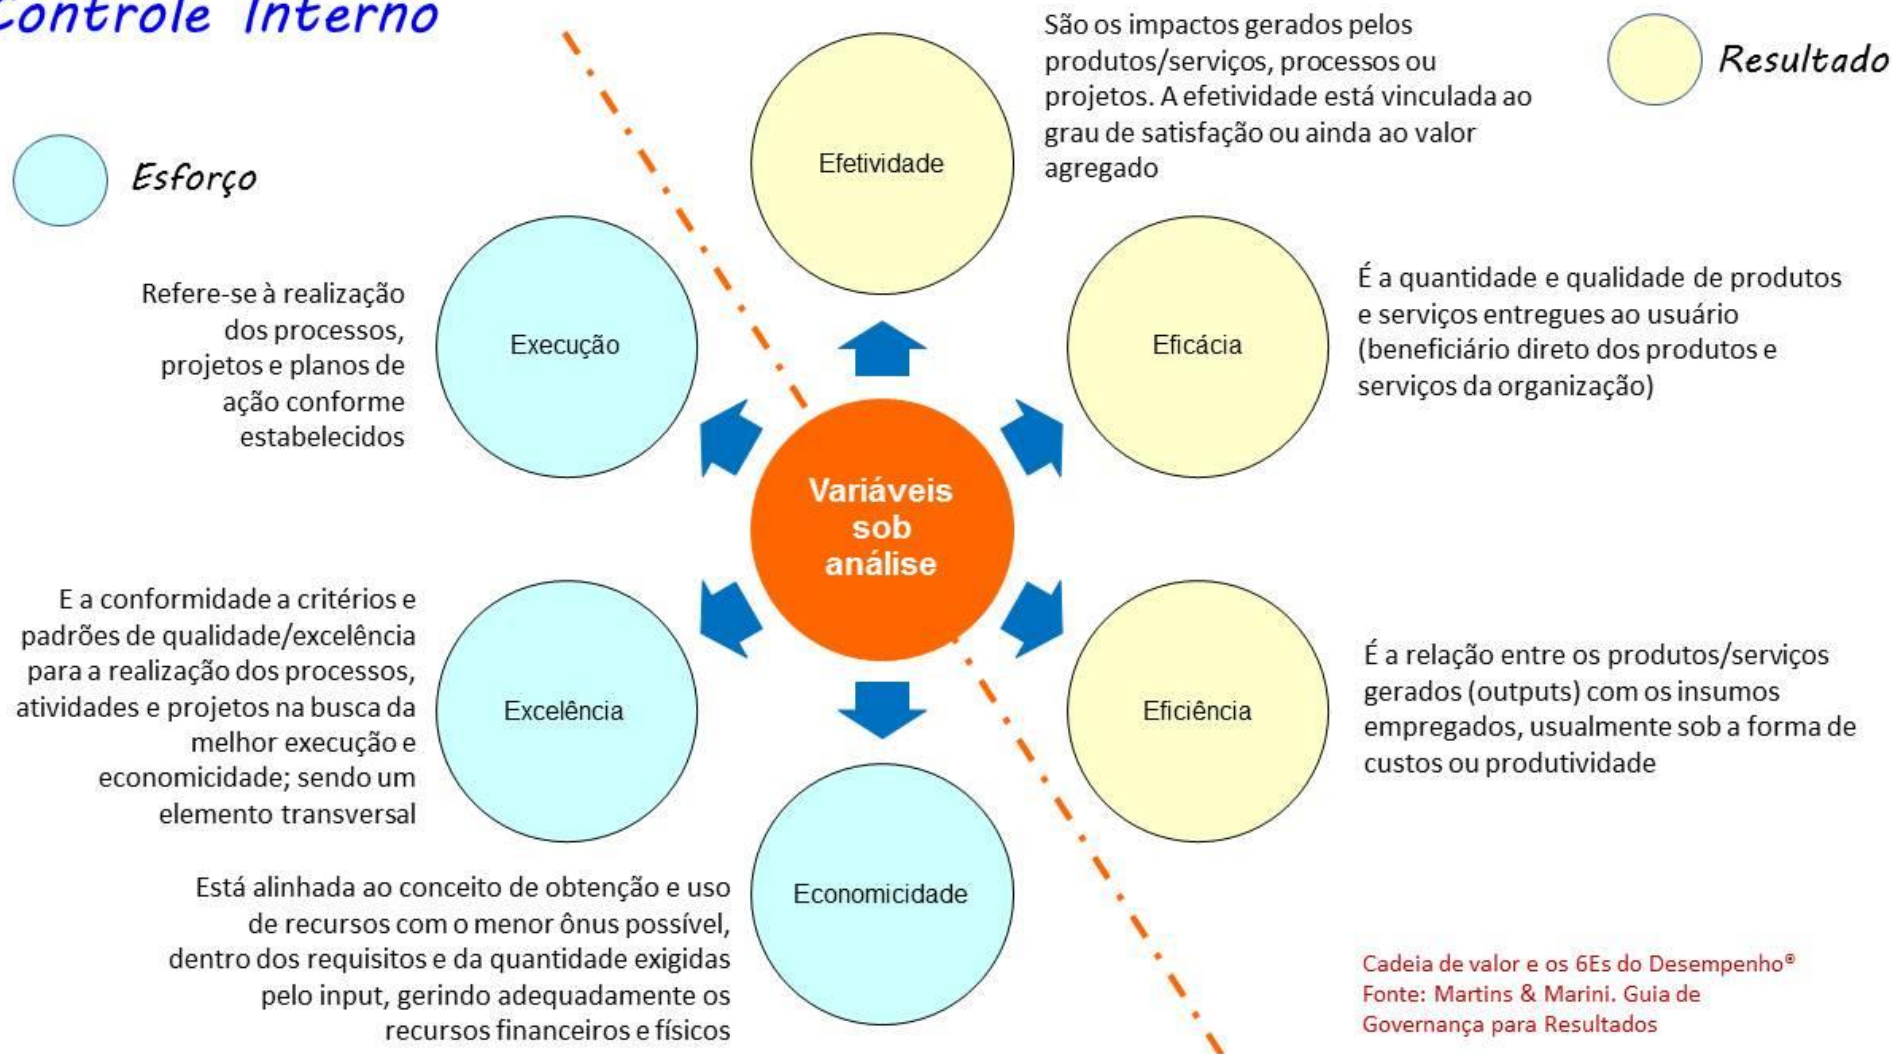 Controle Interno
Esforço
Resultado
Efetividade
São os impactos gerados pelos
produtos/serviços, processos ou
projetos. A efetividade está vinculada ao
grau de satisfação ou ainda ao valor
agregado
Execução
Refere-se à realização
dos processos,
projetos e planos de
ação conforme
estabelecidos
Eficácia
É a quantidade e qualidade de produtos
e serviços entregues ao usuário
(beneficiário direto dos produtos e
serviços da organização)
Variáveis
sob
análise
Excelência
E a conformidade a critérios e
padrões de qualidade/excelência
para a realização dos processos,
atividades e projetos na busca da
melhor execução e
economicidade; sendo um
elemento transversal
Eficiência
É a relação entre os produtos/serviços
gerados (outputs) com os insumos
empregados, usualmente sob a forma de
custos ou produtividade
Economicidade
Está alinhada ao conceito de obtenção e uso
de recursos com o menor ônus possível,
dentro dos requisitos e da quantidade exigidas
pelo input, gerindo adequadamente os
recursos financeiros e físicos
Cadeia de valor e os 6Es do Desempenho®
Fonte: Martins & Marini. Guia de
Governança para Resultados